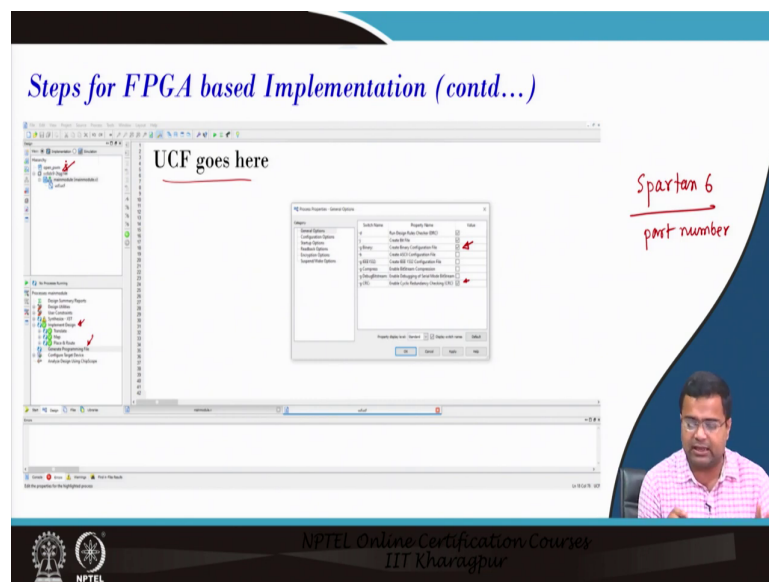 Steps for FPGA based Implementation (contd...)
UCF goes here
Spartan 6
part number
Process Properties - General Options
Category
General Options
Configuration Options
Startup Options
Readback Options
Encryption Options
Suspend/Wake Options
Switch Name
Property Name
Value
Run Design Rules Checker (DRC)
Create Bit File
Create Binary Configuration File
Create ASCII Configuration File
Create IEEE 1532 Configuration File
Enable BitStream Compression
Enable Debugging of Serial Mode BitStream
Enable Cyclic Redundancy Checking (CRC)
Property display level:
Standard
Display switch names
Default
OK
Cancel
Apply
Help
Hierarchy
No Processes Running
Design Summary/Reports
Design Utilities
User Constraints
Synthesize - XST
Implement Design
Translate
Map
Place & Route
Generate Programming File
Configure Target Device
Analyze Design Using ChipScope
NPTEL Online Certification Courses
IIT Kharagpur
NPTEL